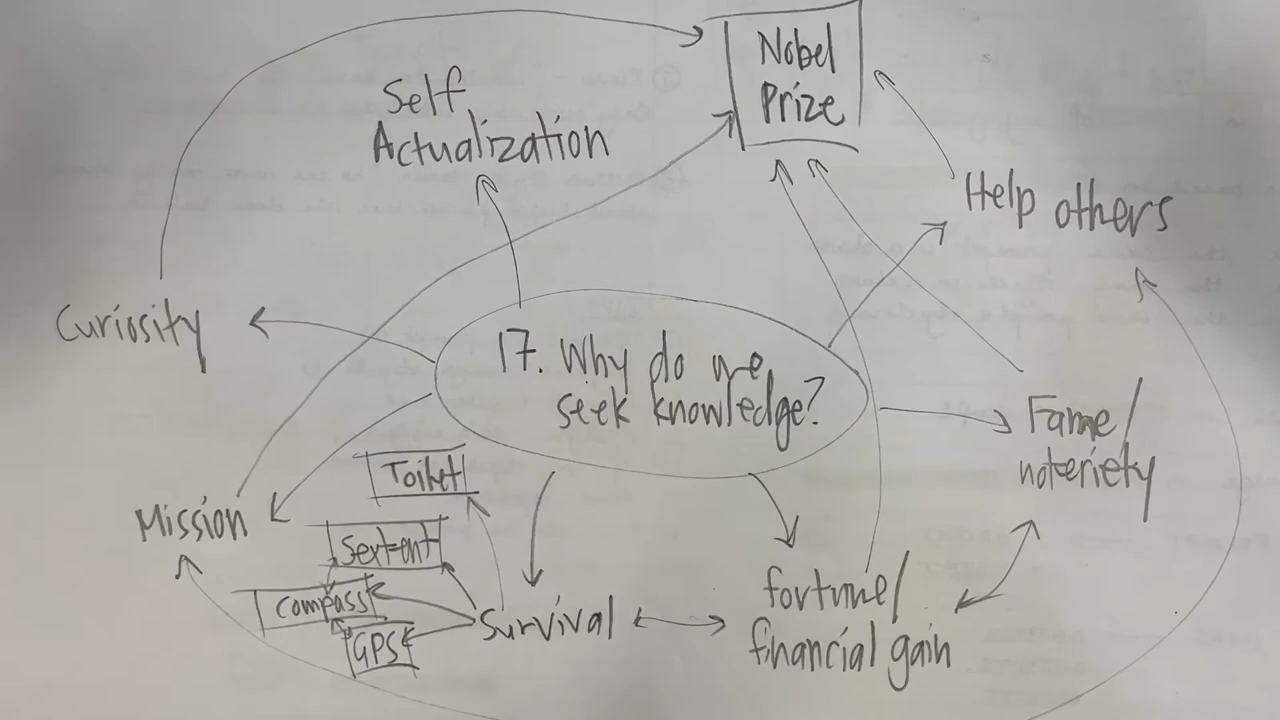 Nobel
Prize
Self
Actualization
Help others
Curiosity
17. Why do we
seek knowledge?
Fame/
noteriety
Toilet
Mission
Sextent
Compass
GPS
Survival
fortune/
financial gain